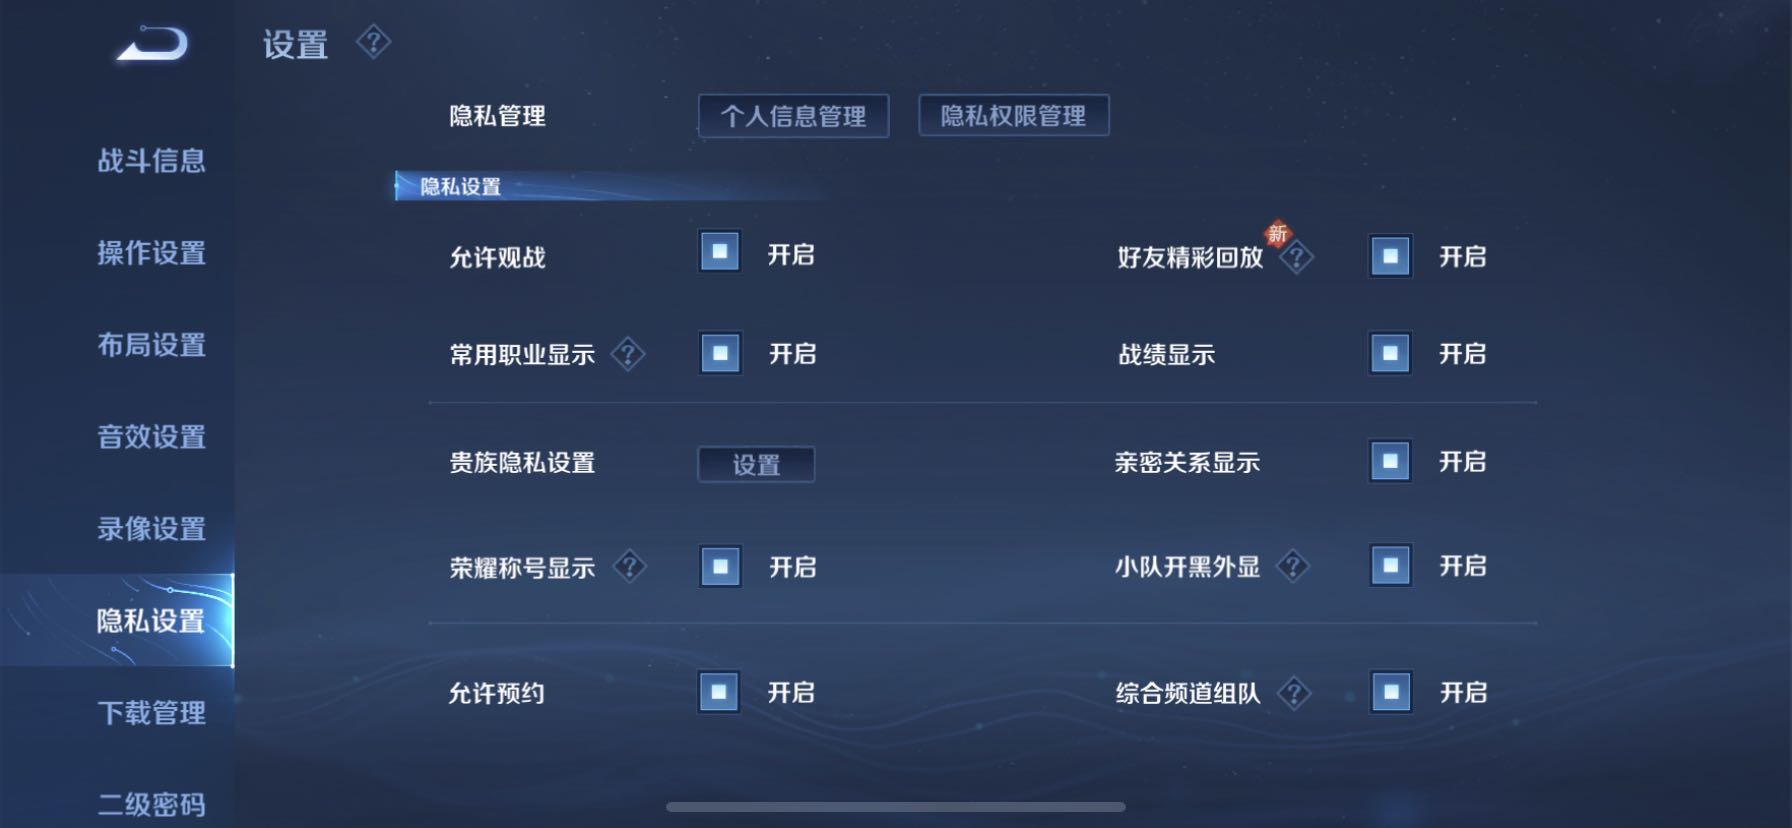 设置
战斗信息
操作设置
布局设置
音效设置
录像设置
隐私设置
下载管理
二级密码
隐私管理 个人信息管理 隐私权限管理
隐私设置
允许观战 开启 好友精彩回放 新 开启
常用职业显示 开启 战绩显示 开启
贵族隐私设置 设置 亲密关系显示 开启
荣耀称号显示 开启 小队开黑外显 开启
允许预约 开启 综合频道组队 开启